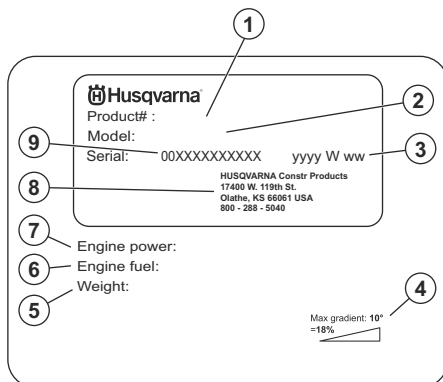 1
2
Husqvarna
Product# :
Model:
9
Serial: 00XXXXXXXXXX yyyy W ww
3
8
HUSQVARNA Constr Products
17400 W. 119th St.
Olathe, KS 66061 USA
800 - 288 - 5040
7
Engine power:
6
Engine fuel:
5
Weight:
4
Max gradient: 10°
=18%